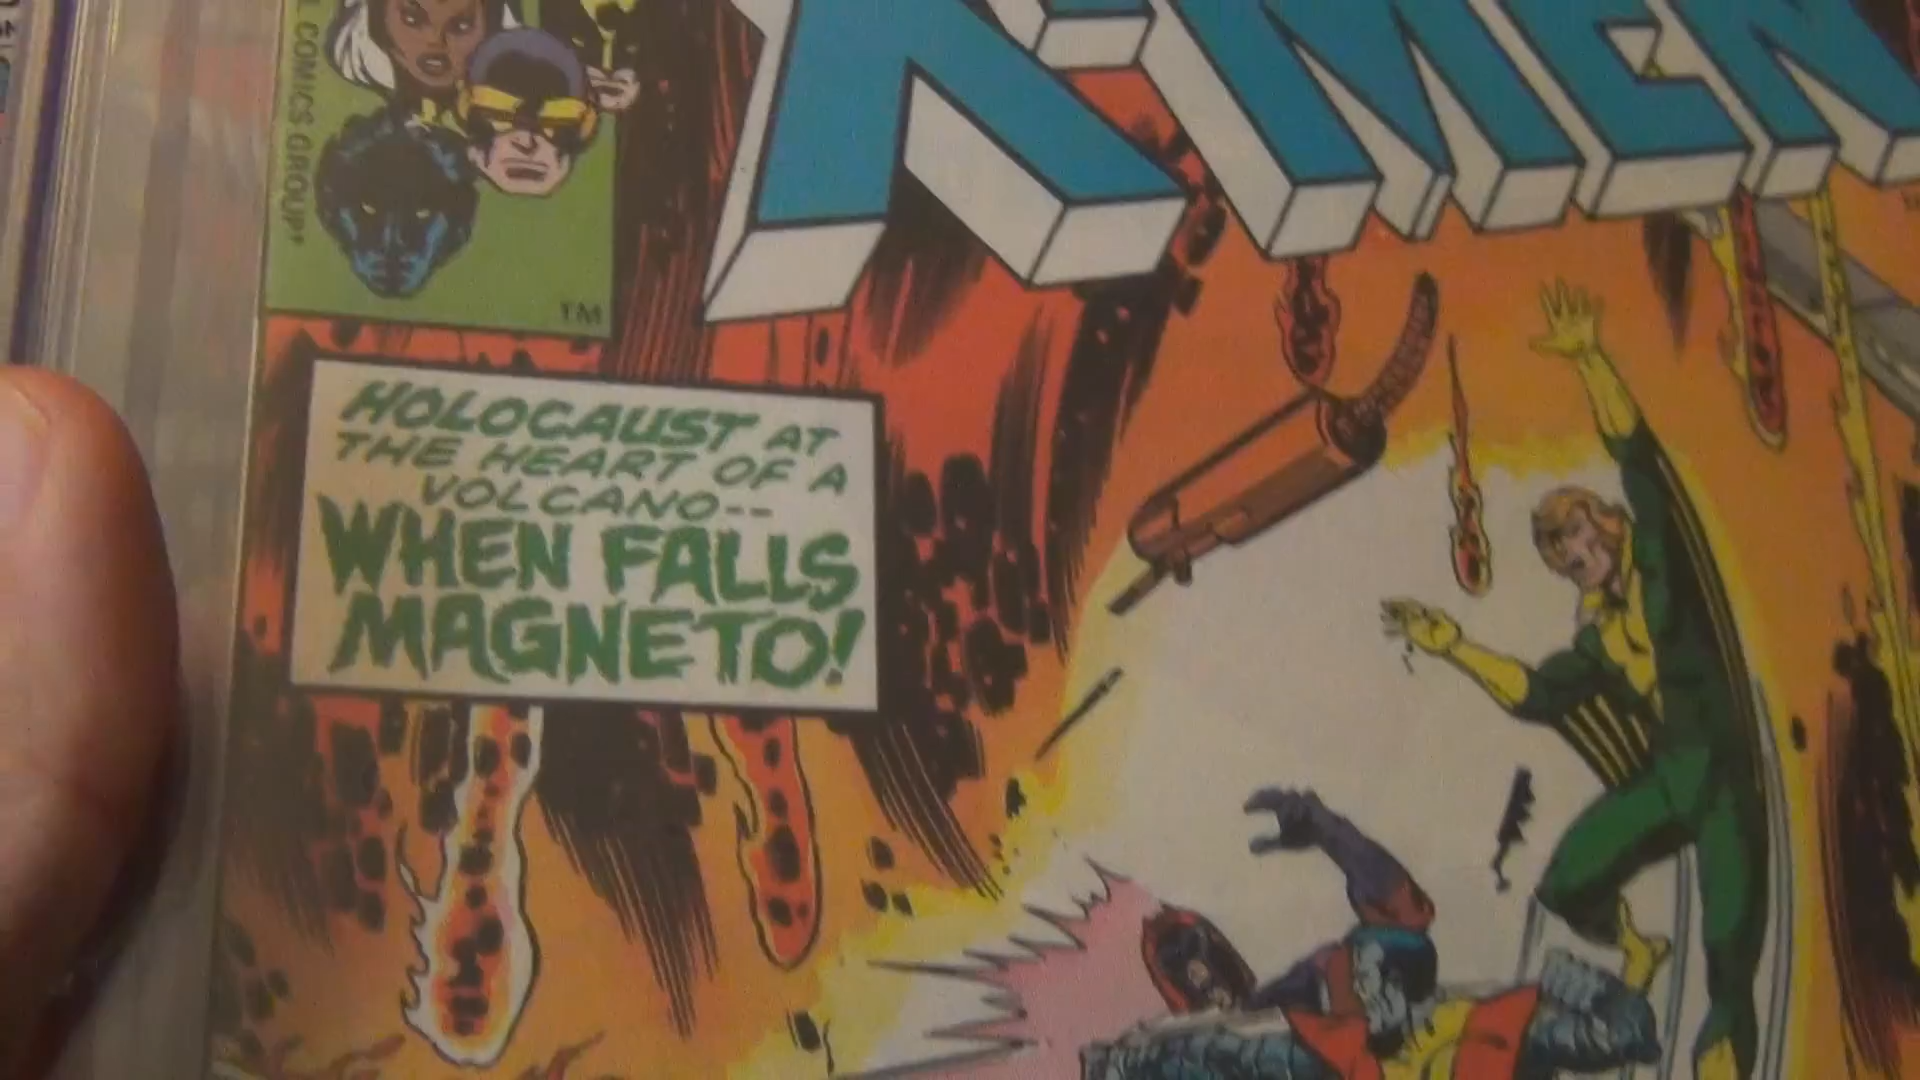 COMICS GROUP
X-MEN
TM
HOLOCAUST AT
THE HEART OF A
VOLCANO--
WHEN FALLS
MAGNETO!